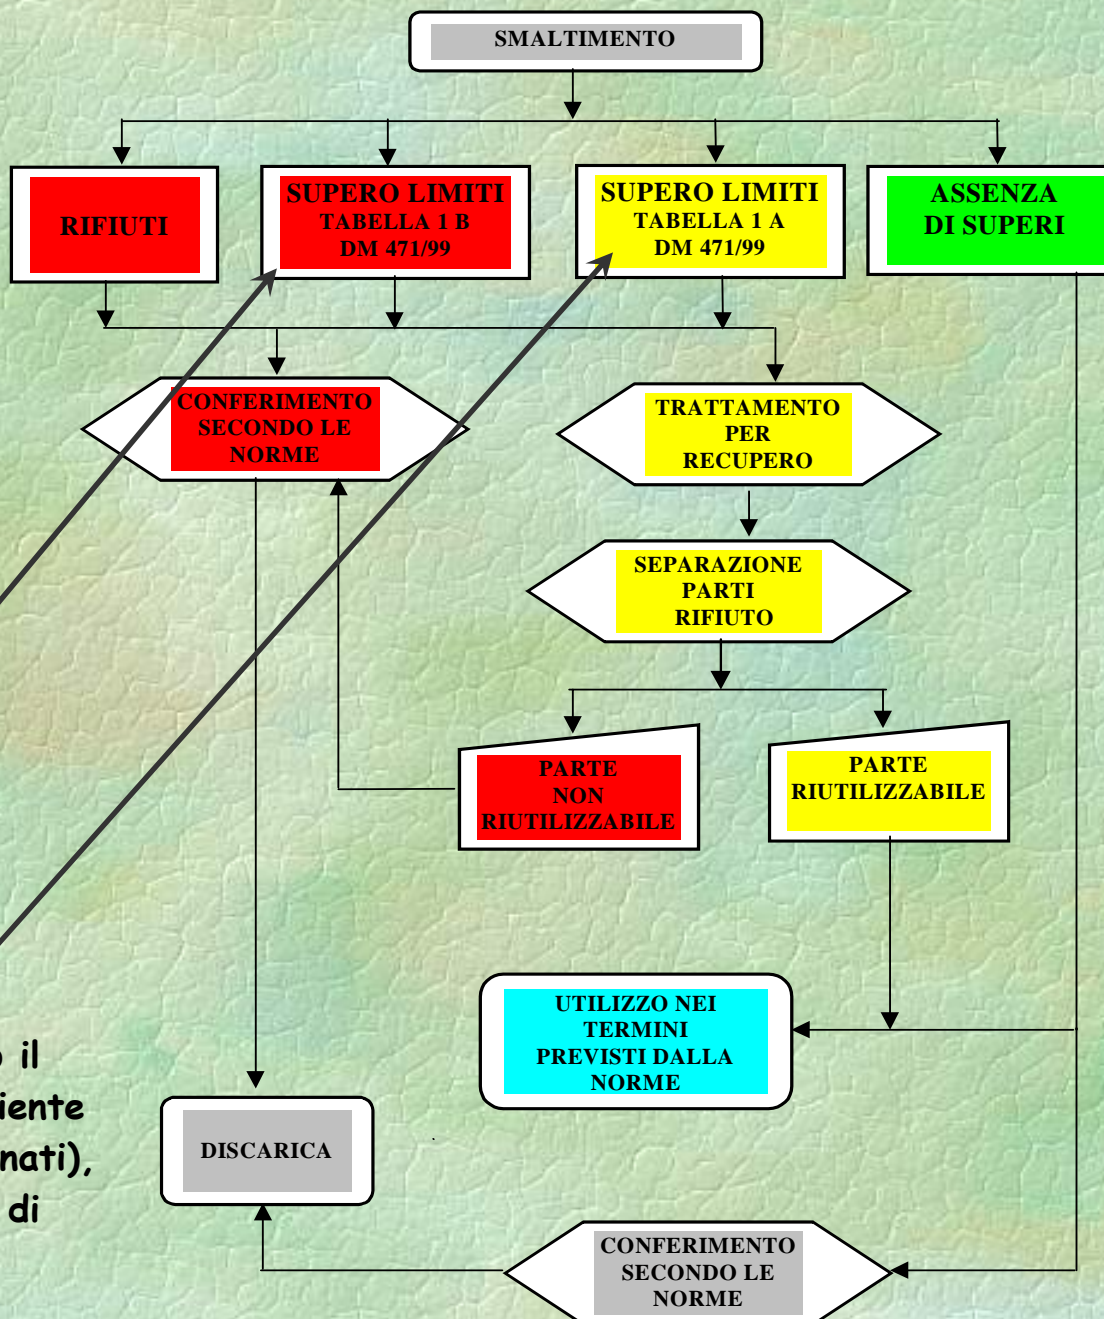 SMALTIMENTO
RIFIUTI
SUPERO LIMITI
TABELLA 1 B
DM 471/99
SUPERO LIMITI
TABELLA 1 A
DM 471/99
ASSENZA
DI SUPERI
CONFERIMENTO
SECONDO LE
NORME
TRATTAMENTO
PER
RECUPERO
SEPARAZIONE
PARTI
RIFIUTO
PARTE
NON
RIUTILIZZABILE
PARTE
RIUTILIZZABILE
UTILIZZO NEI
TERMINI
PREVISTI DALLA
NORME
il
iente
nati),
di
DISCARICA
CONFERIMENTO
SECONDO LE
NORME